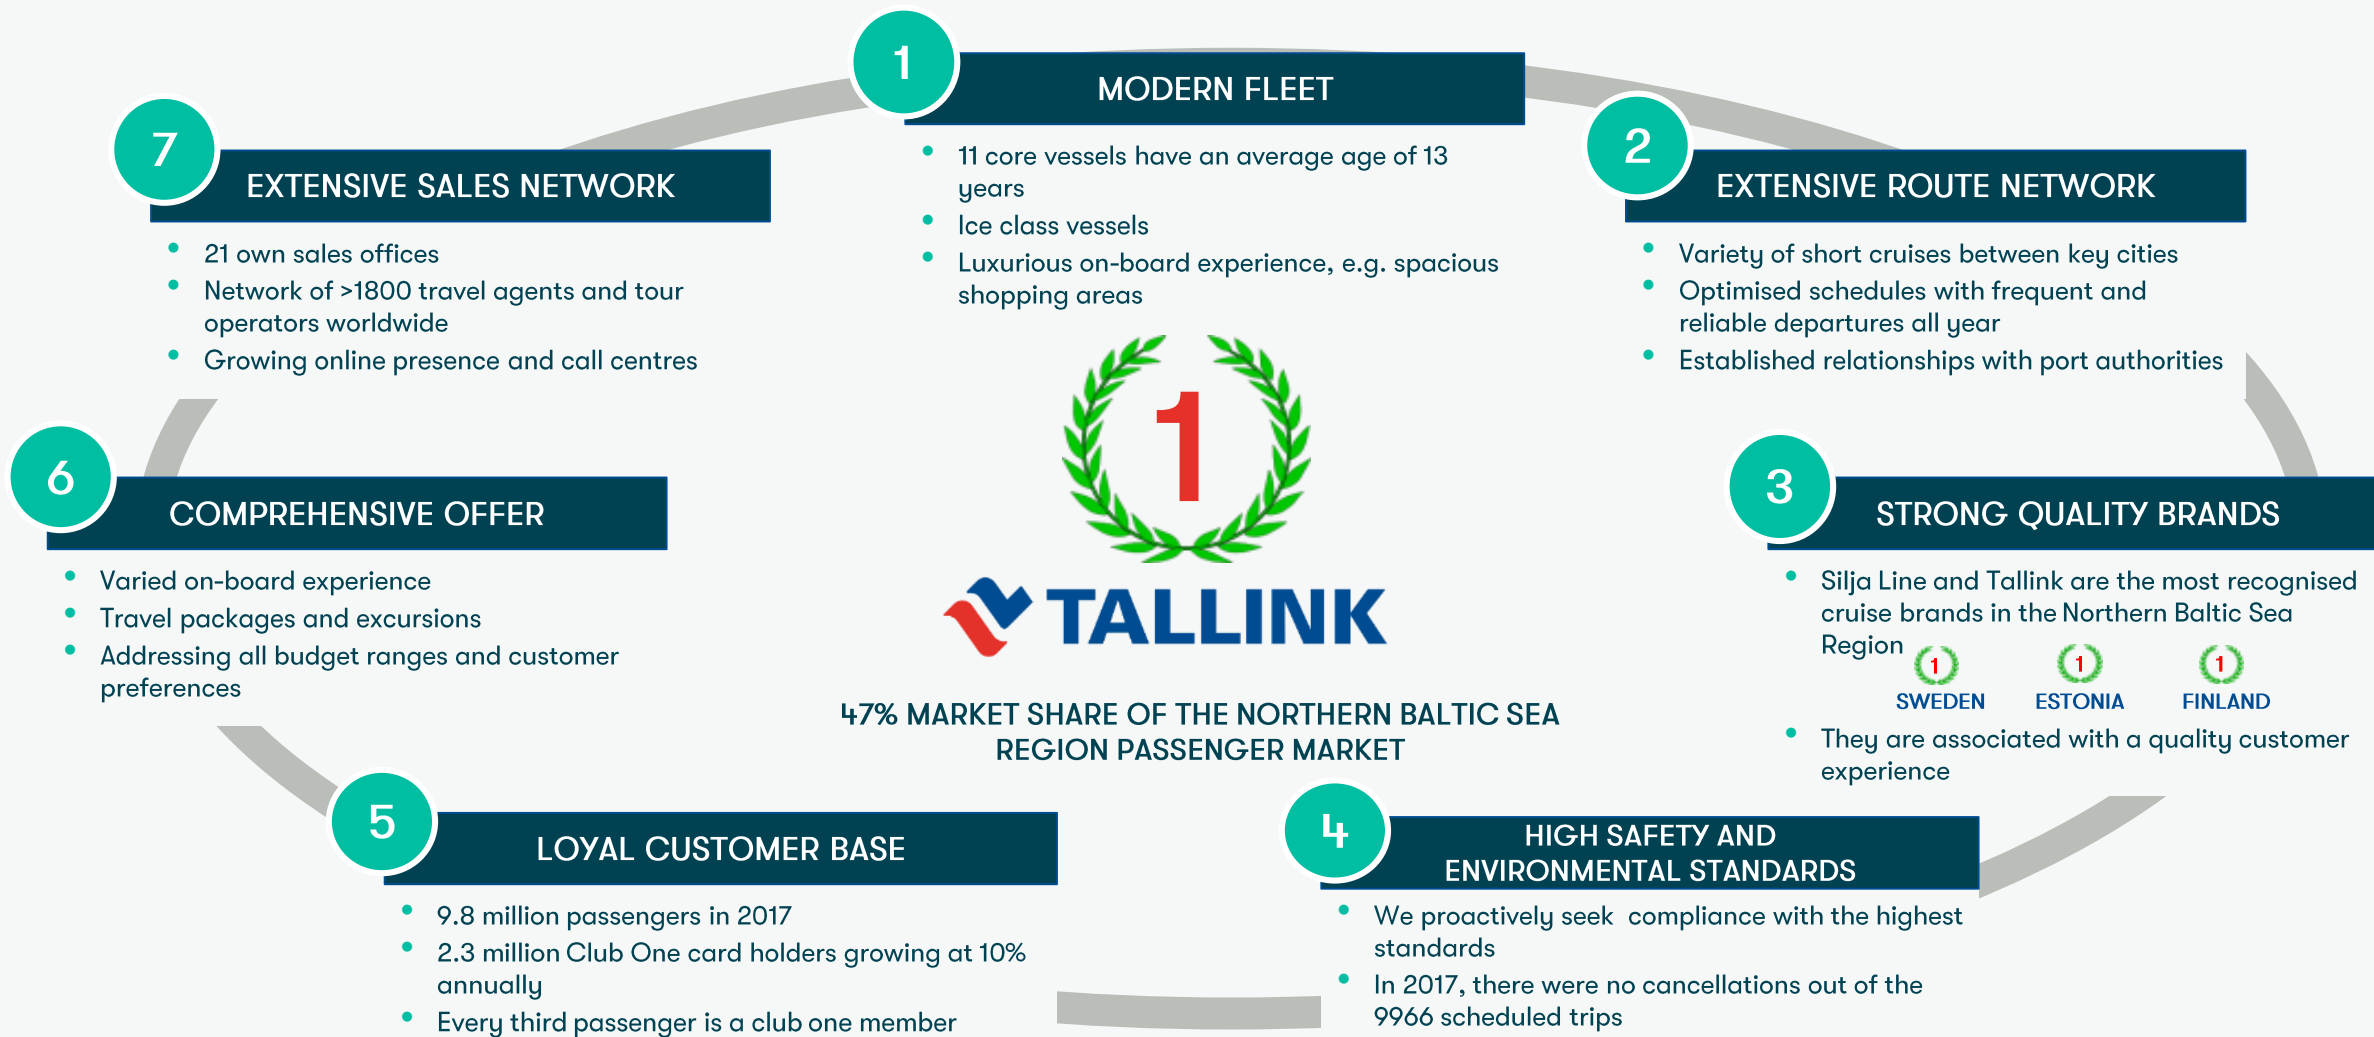 1
MODERN FLEET
11 core vessels have an average age of 13
years
Ice class vessels
Luxurious on-board experience, e.g. spacious
shopping areas
2
EXTENSIVE ROUTE NETWORK
Variety of short cruises between key cities
Optimised schedules with frequent and
reliable departures all year
Established relationships with port authorities
3
STRONG QUALITY BRANDS
Silja Line and Tallink are the most recognised
cruise brands in the Northern Baltic Sea
Region
1 1 1
SWEDEN ESTONIA FINLAND
They are associated with a quality customer
experience
4
HIGH SAFETY AND
ENVIRONMENTAL STANDARDS
We proactively seek  compliance with the highest
standards
In 2017, there were no cancellations out of the
9966 scheduled trips
5
LOYAL CUSTOMER BASE
9.8 million passengers in 2017
2.3 million Club One card holders growing at 10%
annually
Every third passenger is a club one member
6
COMPREHENSIVE OFFER
Varied on-board experience
Travel packages and excursions
Addressing all budget ranges and customer
preferences
7
EXTENSIVE SALES NETWORK
21 own sales offices
Network of >1800 travel agents and tour
operators worldwide
Growing online presence and call centres
1
TALLINK
47% MARKET SHARE OF THE NORTHERN BALTIC SEA
REGION PASSENGER MARKET